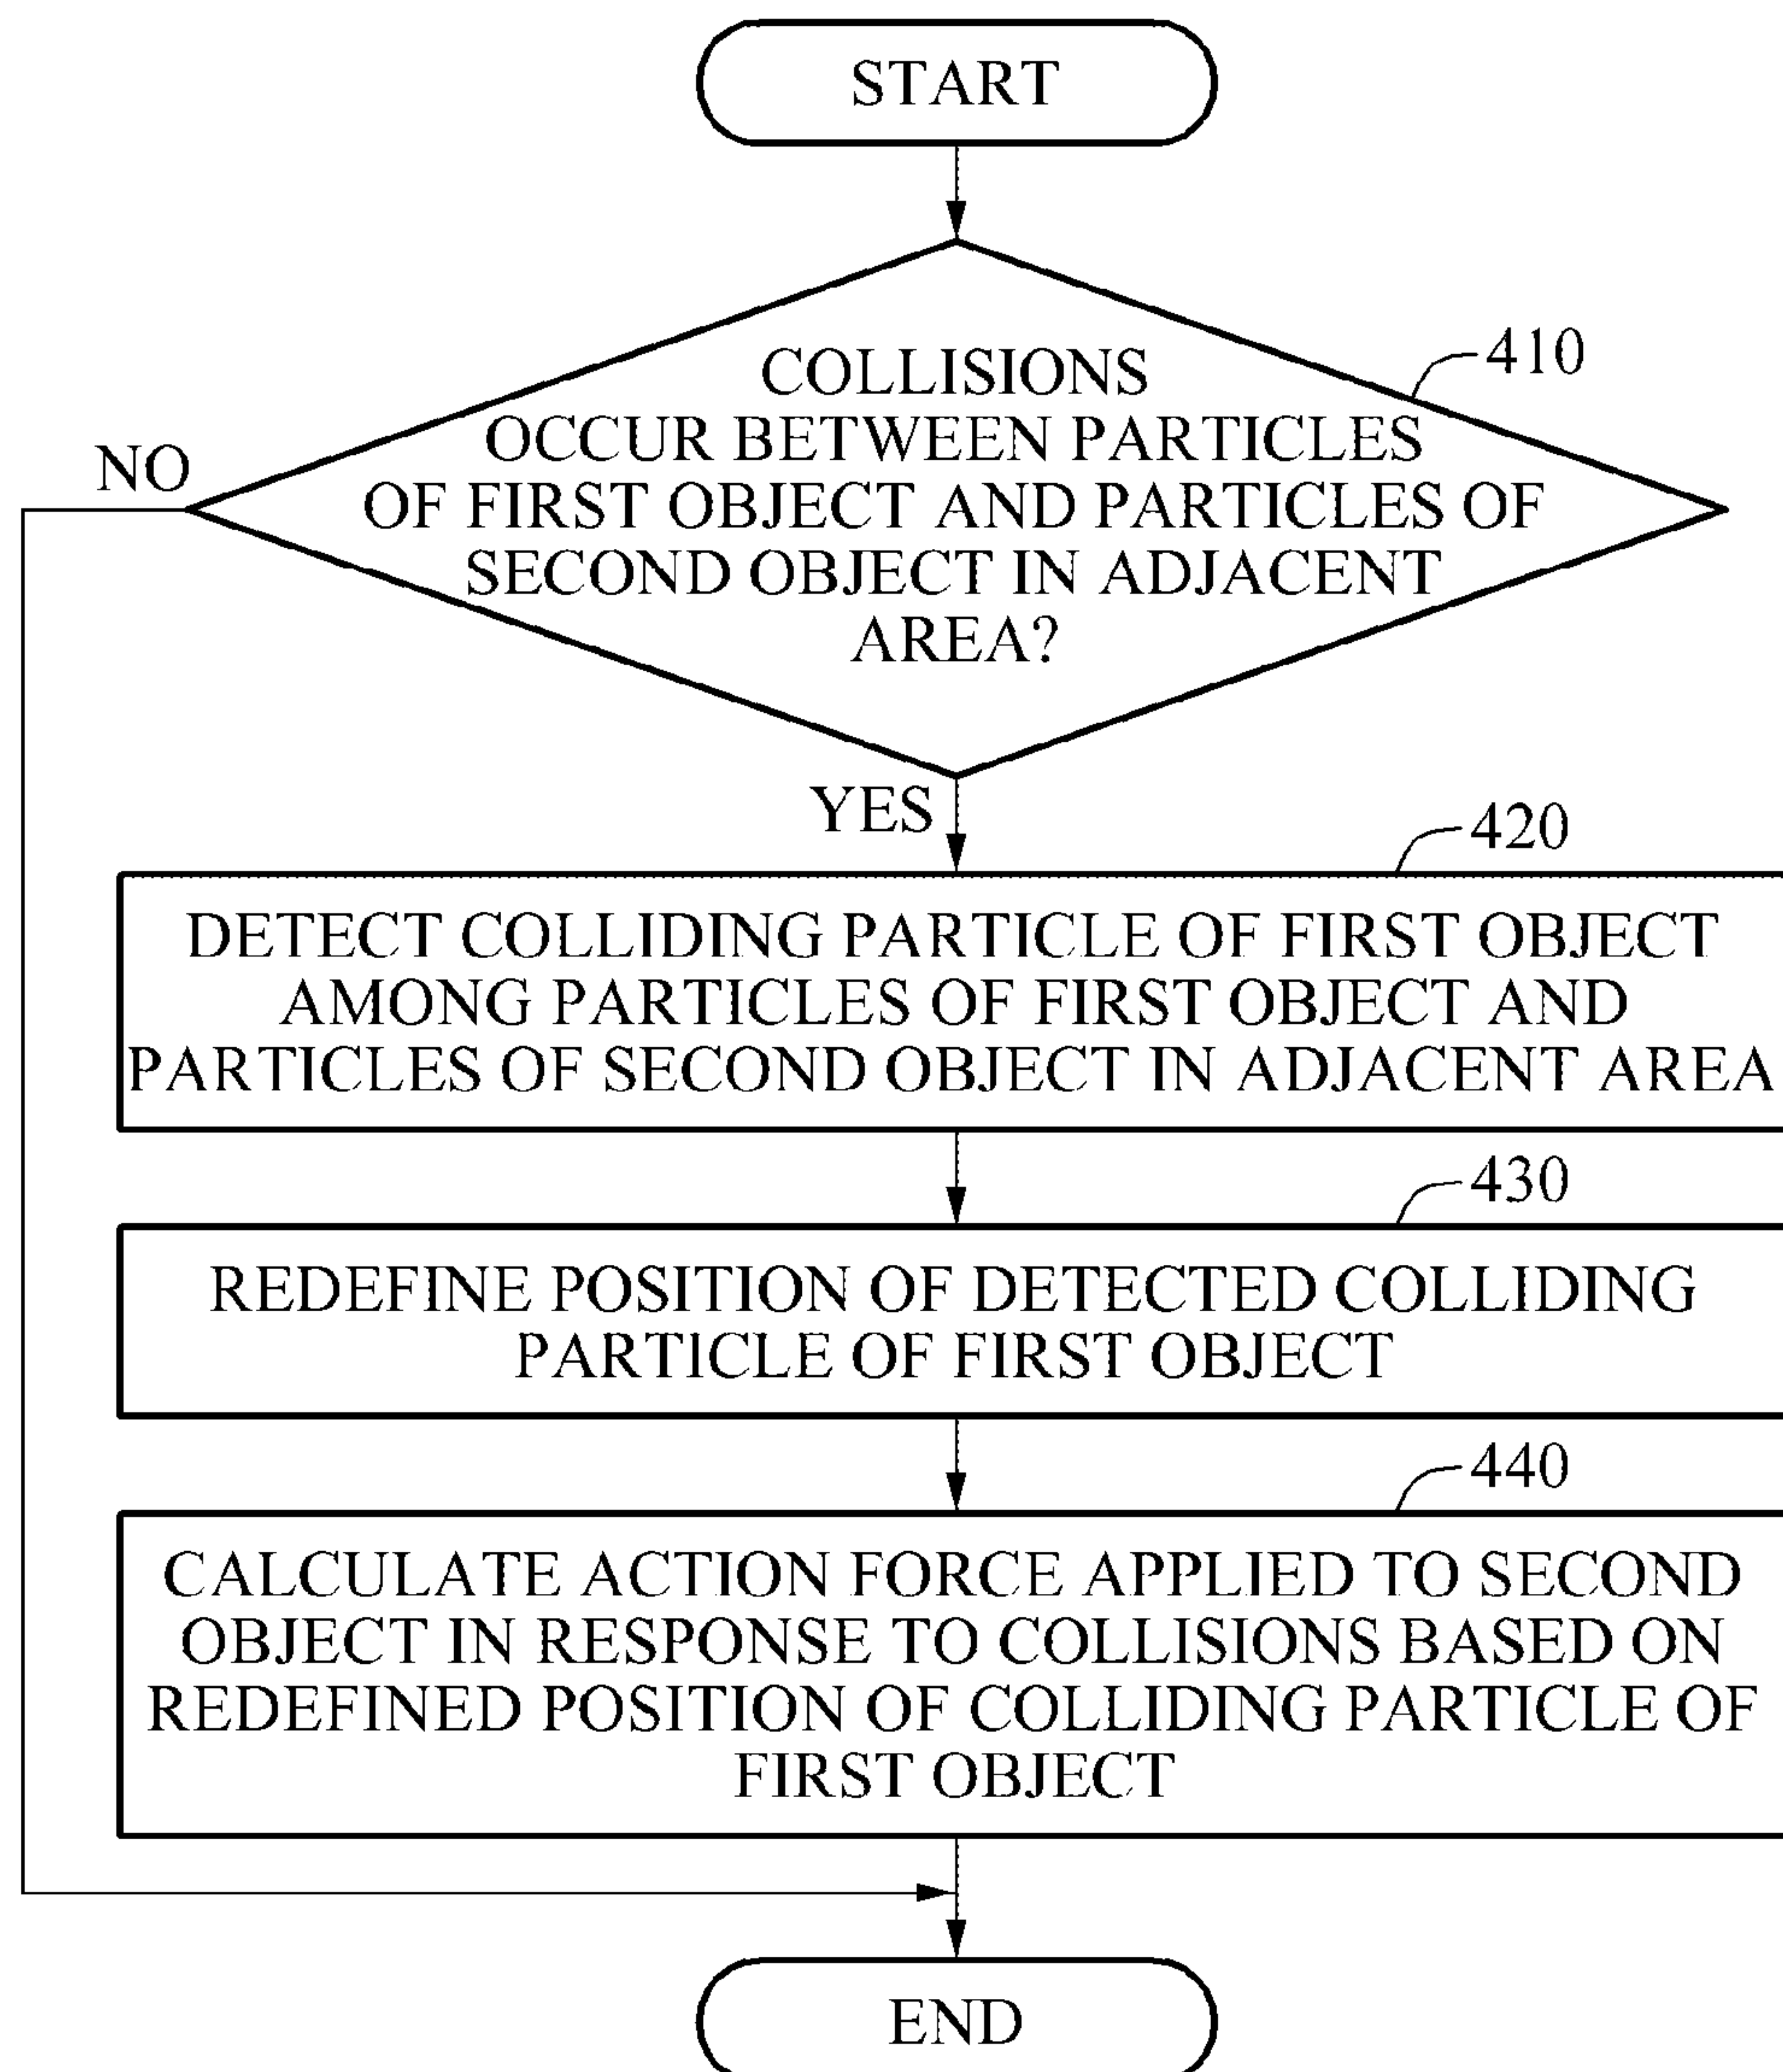 START
410
COLLISIONS
OCCUR BETWEEN PARTICLES
OF FIRST OBJECT AND PARTICLES OF
SECOND OBJECT IN ADJACENT
AREA?
NO
YES
420
DETECT COLLIDING PARTICLE OF FIRST OBJECT
AMONG PARTICLES OF FIRST OBJECT AND
PARTICLES OF SECOND OBJECT IN ADJACENT AREA
430
REDEFINE POSITION OF DETECTED COLLIDING
PARTICLE OF FIRST OBJECT
440
CALCULATE ACTION FORCE APPLIED TO SECOND
OBJECT IN RESPONSE TO COLLISIONS BASED ON
REDEFINED POSITION OF COLLIDING PARTICLE OF
FIRST OBJECT
END